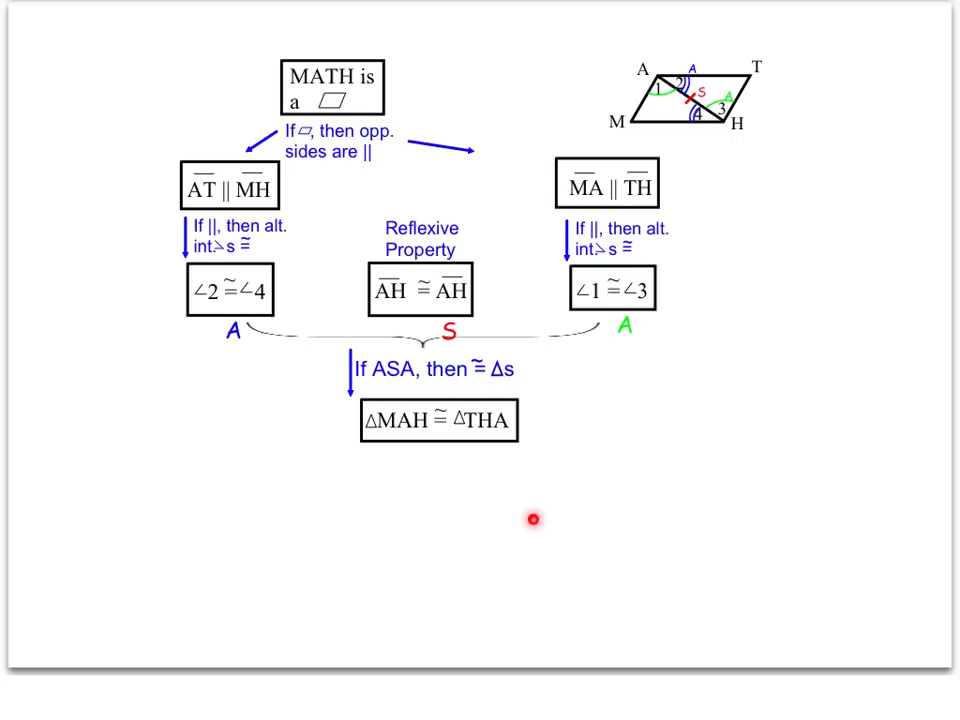 MATH is
a ▱
If ▱, then opp.
sides are ||
A
A
T
1
2
S
A
4
3
M
H
AT || MH
MA || TH
If ||, then alt.
int. ∠s ≅
Reflexive
Property
If ||, then alt.
int. ∠s ≅
∠2 ≅ ∠4
AH ≅ AH
∠1 ≅ ∠3
A
S
A
If ASA, then ≅ Δs
ΔMAH ≅ ΔTHA